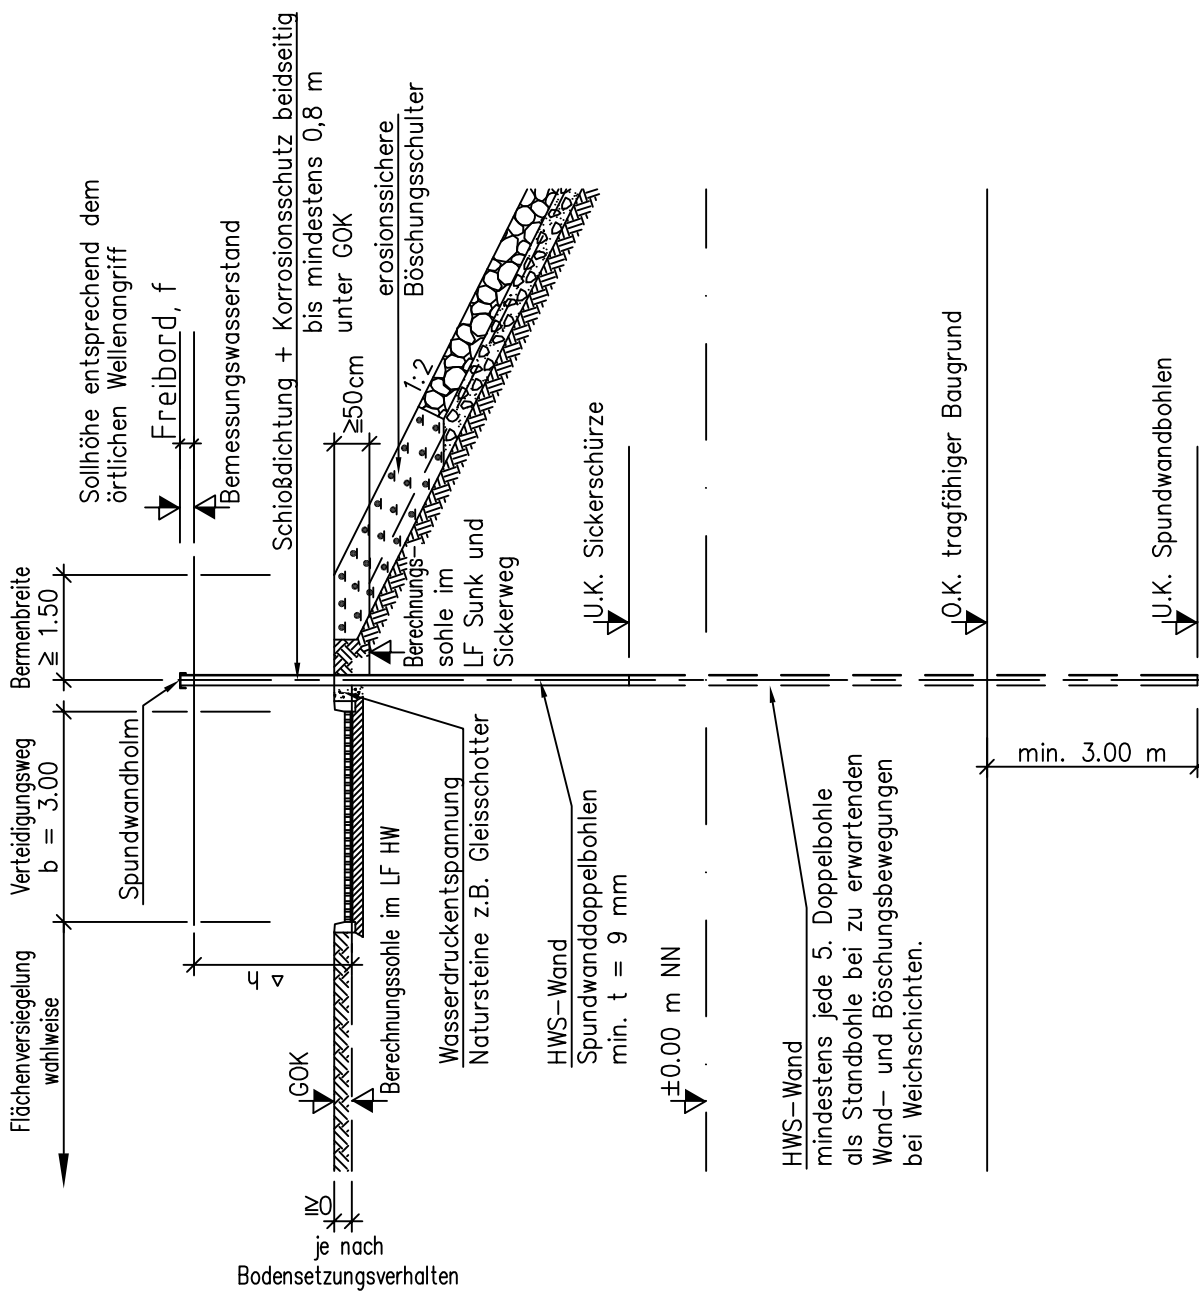 Flächenversiegelung
wahlweise
Verteidigungsweg
b = 3.00
Bermenbreite
≥ 1.50
Sollhöhe entsprechend dem
örtlichen Wellenangriff
Freibord, f
Bemessungswasserstand
Spundwandholm
Schloßdichtung + Korrosionsschutz beidseitig
bis mindestens 0,8 m
unter GOK
erosionssichere
Böschungsschulter
≧50cm
1:2
∆ h
GOK
≧0
je nach
Bodensetzungsverhalten
Berechnungssohle im LF HW
Berechnungs-
sohle im
LF Sunk und
Sickerweg
Wasserdruckentspannung
Natursteine z.B. Gleisschotter
U.K. Sickerschürze
HWS-Wand
Spundwanddoppelbohlen
min. t = 9 mm
±0.00 m NN
HWS-Wand
mindestens jede 5. Doppelbohle
als Standbohle bei zu erwartenden
Wand- und Böschungsbewegungen
bei Weichschichten.
O.K. tragfähiger Baugrund
min. 3.00 m
U.K. Spundwandbohlen